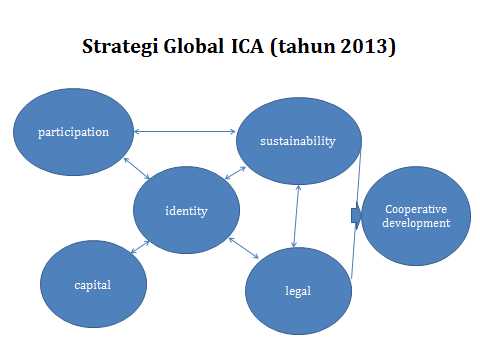 Strategi Global ICA (tahun 2013)
participation
sustainability
identity
Cooperative
development
capital
legal